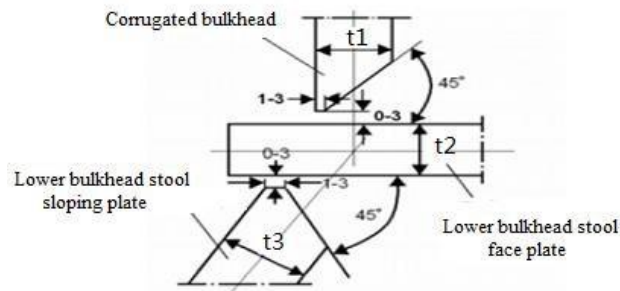 Corrugated bulkhead
t1
45°
1-3
0-3
t2
0-3
1-3
Lower bulkhead stool
sloping plate
45°
t3
Lower bulkhead stool
face plate